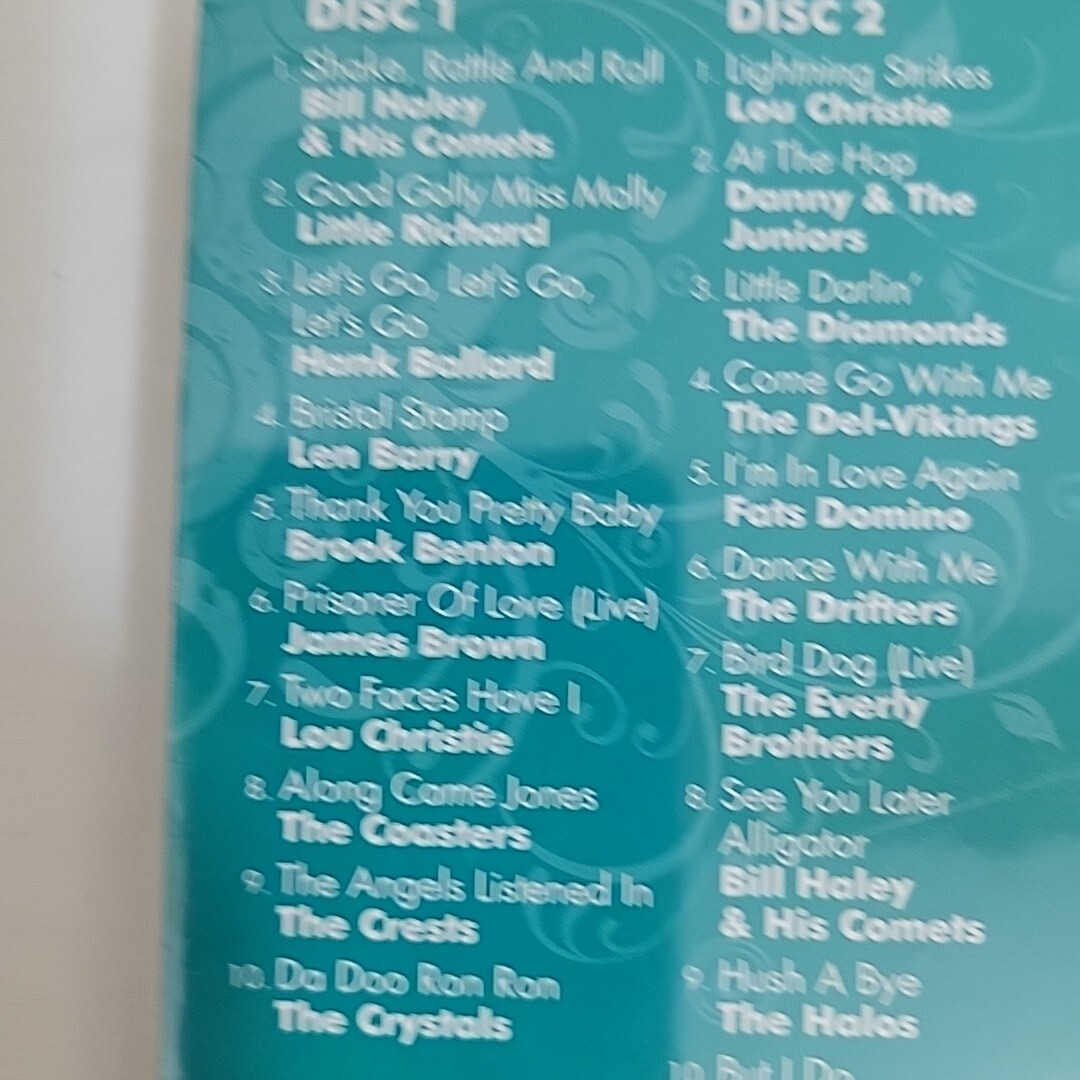 DISC 1
1. Shake, Rattle And Roll
Bill Haley
& His Comets
2. Good Golly Miss Molly
Little Richard
3. Let's Go, Let's Go,
Let's Go
Hank Ballard
4. Bristol Stomp
Len Barry
5. Thank You Pretty Baby
Brook Benton
6. Prisoner Of Love (Live)
James Brown
7. Two Faces Have I
Lou Christie
8. Along Came Jones
The Coasters
9. The Angels Listened In
The Crests
10. Da Doo Ron Ron
The Crystals
DISC 2
1. Lightning Strikes
Lou Christie
2. At The Hop
Danny & The
Juniors
3. Little Darlin'
The Diamonds
4. Come Go With Me
The Del-Vikings
5. I'm In Love Again
Fats Domino
6. Dance With Me
The Drifters
7. Bird Dog (Live)
The Everly
Brothers
8. See You Later
Alligator
Bill Haley
& His Comets
9. Hush A Bye
The Halos
10. But I Do